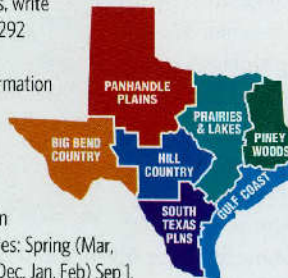 s, write
292
rmation
PANHANDLE
PLAINS
PRAIRIES
& LAKES
PINEY
WOODS
BIG BEND
COUNTRY
HILL
COUNTRY
GULF COAST
SOUTH
TEXAS
PLNS
n
es: Spring (Mar,
Dec, Jan, Feb) Sep 1.